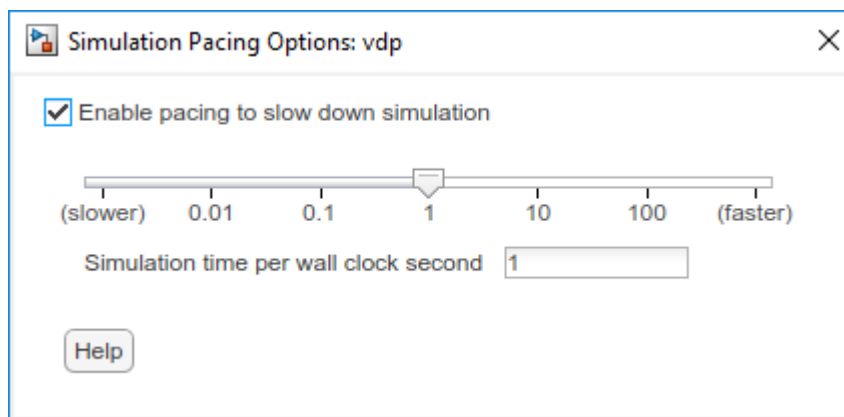 Simulation Pacing Options: vdp
Enable pacing to slow down simulation
(slower) 0.01 0.1 1 10 100 (faster)
Simulation time per wall clock second 1
Help